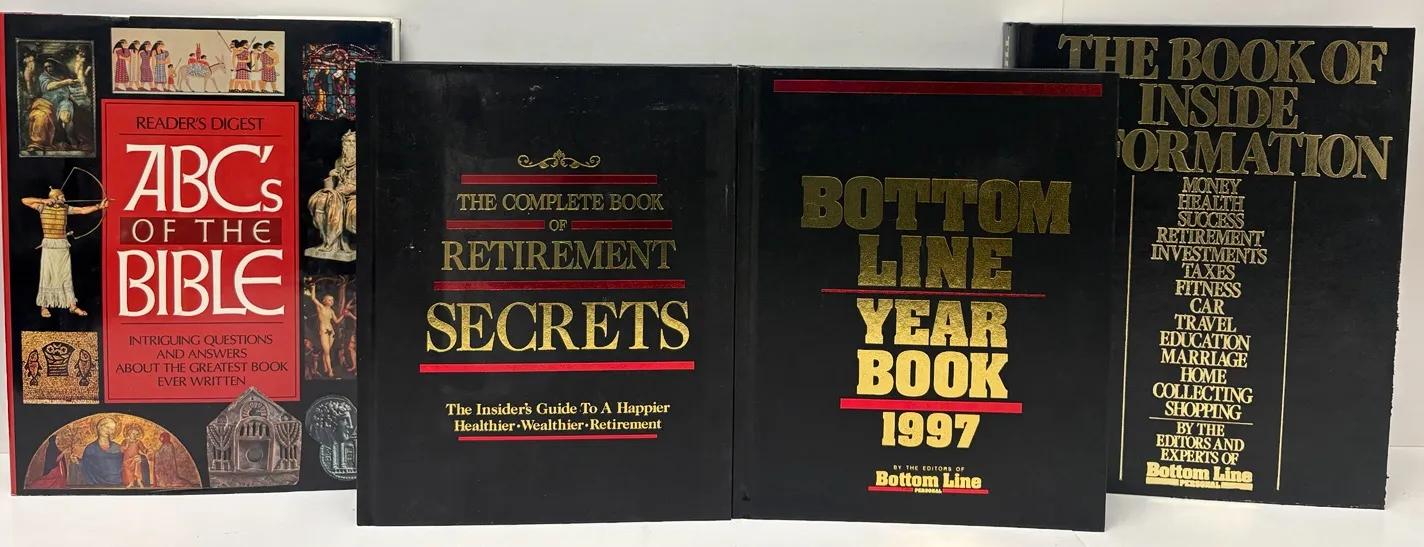 READER'S DIGEST
ABC's
OF THE
BIBLE
INTRIGUING QUESTIONS
AND ANSWERS
ABOUT THE GREATEST BOOK
EVER WRITTEN
THE COMPLETE BOOK
OF
RETIREMENT
SECRETS
The Insider's Guide To A Happier
Healthier·Wealthier·Retirement
BOTTOM
LINE
YEAR
BOOK
1997
BY THE EDITORS OF
Bottom Line
PERSONAL
THE BOOK OF
INSIDE
FORMATION
MONEY
HEALTH
SUCCESS
RETIREMENT
INVESTMENTS
TAXES
FITNESS
CAR
TRAVEL
EDUCATION
MARRIAGE
HOME
COLLECTING
SHOPPING
BY THE
EDITORS AND
EXPERTS OF
Bottom Line
PERSONAL